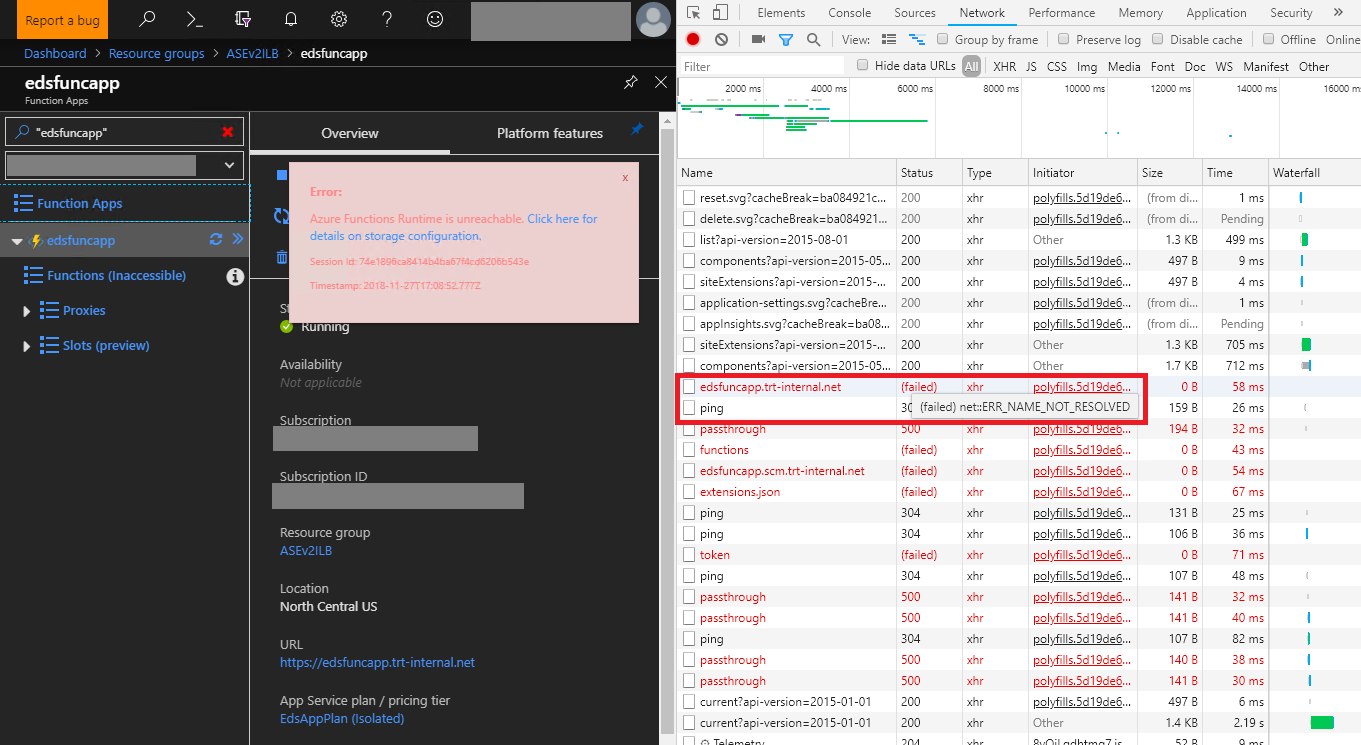 Report a bug
Dashboard > Resource groups > ASEv2ILB > edsfuncapp
edsfuncapp
Function Apps
"edsfuncapp"
Function Apps
edsfuncapp
Functions (Inaccessible)
Proxies
Slots (preview)
Overview
Platform features
x
Error:
Azure Functions Runtime is unreachable. Click here for
details on storage configuration.
Session Id: 74e1896ca8414b4ba67f4cd6206b543e
Timestamp: 2018-11-27T17:08:52.777Z
Running
Availability
Not applicable
Subscription
Subscription ID
Resource group
ASEv2ILB
Location
North Central US
URL
https://edsfuncapp.trt-internal.net
App Service plan / pricing tier
EdsAppPlan (Isolated)
Elements Console Sources Network Performance Memory Application Security »
View: Group by frame Preserve log Disable cache Offline Online
Filter Hide data URLs All XHR JS CSS Img Media Font Doc WS Manifest Other
2000 ms 4000 ms 6000 ms 8000 ms 10000 ms 12000 ms 14000 ms 16000 ms
Name Status Type Initiator Size Time Waterfall
reset.svg?cacheBreak=ba084921c... 200 xhr polyfills.5d19de6... (from di... 1 ms
delete.svg?cacheBreak=ba08492... 200 xhr polyfills.5d19de6... (from di... Pending
list?api-version=2015-08-01 200 xhr Other 1.3 KB 499 ms
components?api-version=2015-05... 200 xhr polyfills.5d19de6... 497 B 9 ms
siteExtensions?api-version=2015-... 200 xhr polyfills.5d19de6... 497 B 4 ms
application-settings.svg?cacheBre... 200 xhr polyfills.5d19de6... (from di... 1 ms
appInsights.svg?cacheBreak=ba08... 200 xhr polyfills.5d19de6... (from di... Pending
siteExtensions?api-version=2015-... 200 xhr Other 1.3 KB 705 ms
components?api-version=2015-05... 200 xhr Other 1.7 KB 712 ms
edsfuncapp.trt-internal.net (failed) xhr polyfills.5d19de6... 0 B 58 ms
ping (failed) net::ERR_NAME_NOT_RESOLVED 159 B 26 ms
passthrough 500 xhr polyfills.5d19de6... 194 B 32 ms
functions (failed) xhr polyfills.5d19de6... 0 B 43 ms
edsfuncapp.scm.trt-internal.net (failed) xhr polyfills.5d19de6... 0 B 54 ms
extensions.json (failed) xhr polyfills.5d19de6... 0 B 67 ms
ping 304 xhr polyfills.5d19de6... 131 B 25 ms
ping 304 xhr polyfills.5d19de6... 106 B 36 ms
token (failed) xhr polyfills.5d19de6... 0 B 71 ms
ping 304 xhr polyfills.5d19de6... 107 B 48 ms
passthrough 500 xhr polyfills.5d19de6... 141 B 32 ms
passthrough 500 xhr polyfills.5d19de6... 141 B 40 ms
ping 304 xhr polyfills.5d19de6... 107 B 82 ms
passthrough 500 xhr polyfills.5d19de6... 140 B 38 ms
passthrough 500 xhr polyfills.5d19de6... 141 B 30 ms
current?api-version=2015-01-01 200 xhr polyfills.5d19de6... 497 B 6 ms
current?api-version=2015-01-01 200 xhr Other 1.4 KB 2.19 s
Telemetry 204 xhr 52 B 9 ms